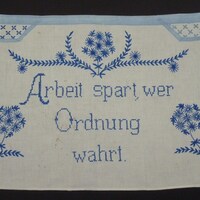 Arbeit spart, wer
Ordnung
wahrt.